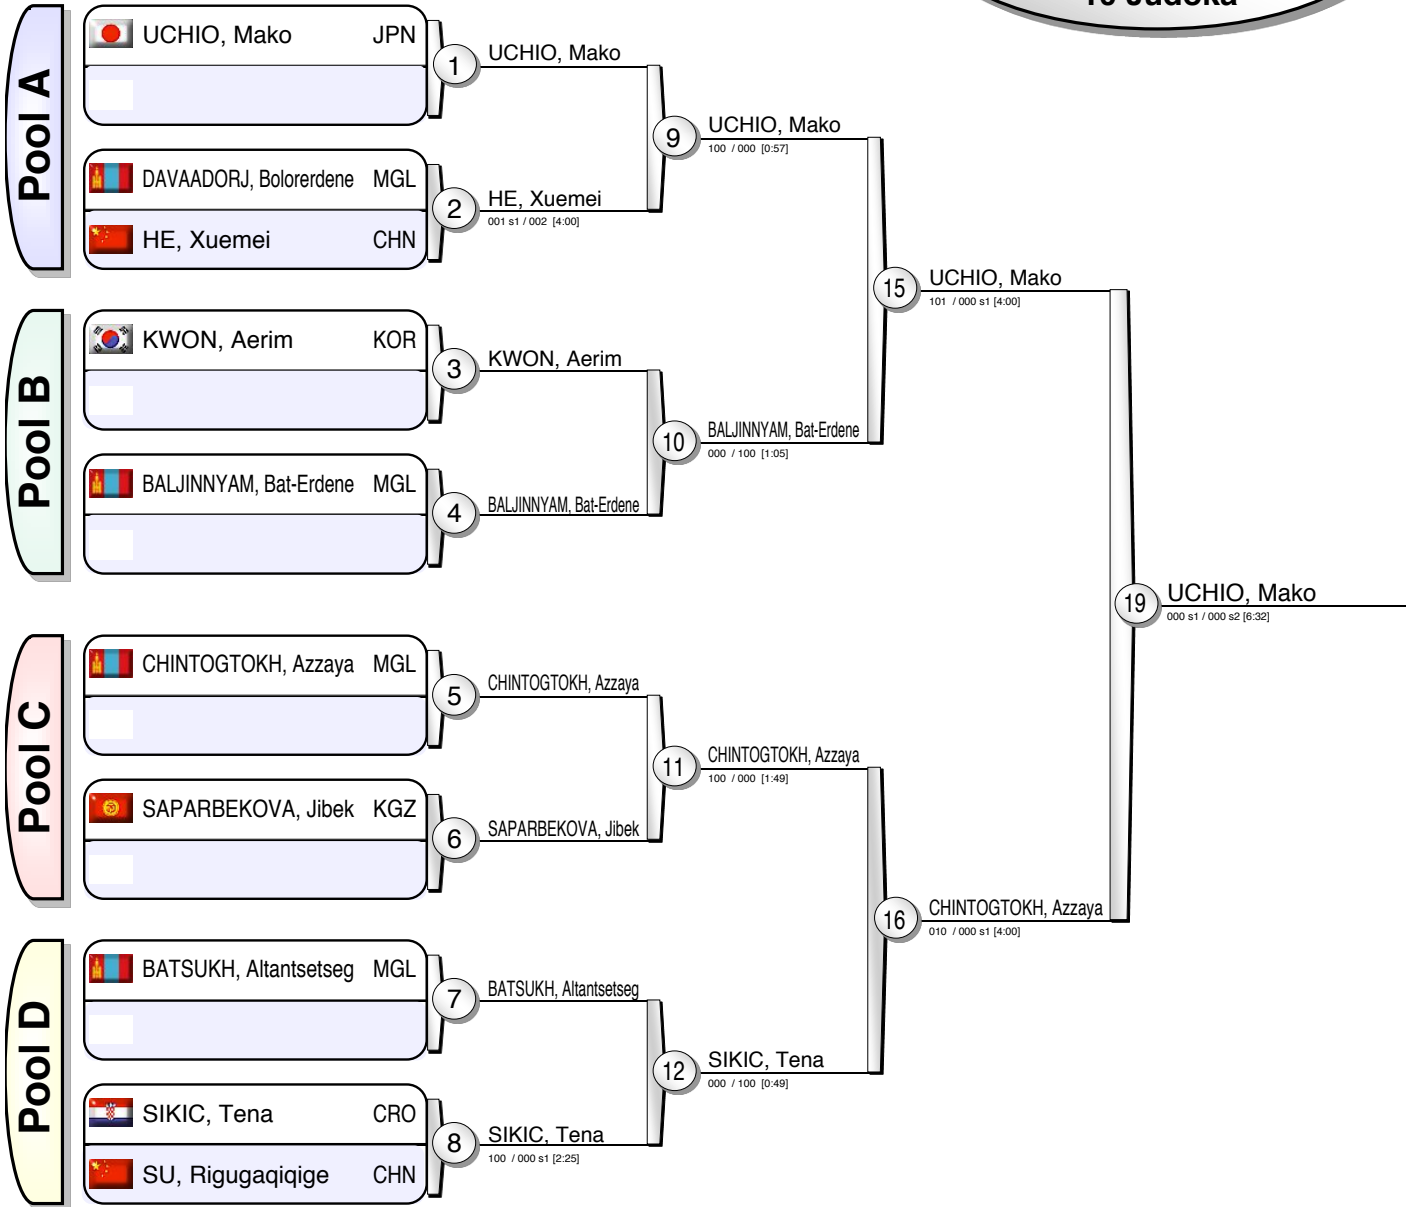 10 Judoka
Pool A
UCHIO, Mako JPN
1
UCHIO, Mako
DAVAADORJ, Bolorerdene MGL
HE, Xuemei CHN
2
HE, Xuemei
001 s1 / 002 [4:00]
9
UCHIO, Mako
100 / 000 [0:57]
Pool B
KWON, Aerim KOR
3
KWON, Aerim
BALJINNYAM, Bat-Erdene MGL
4
BALJINNYAM, Bat-Erdene
10
BALJINNYAM, Bat-Erdene
000 / 100 [1:05]
15
UCHIO, Mako
101 / 000 s1 [4:00]
Pool C
CHINTOGTOKH, Azzaya MGL
5
CHINTOGTOKH, Azzaya
SAPARBEKOVA, Jibek KGZ
6
SAPARBEKOVA, Jibek
11
CHINTOGTOKH, Azzaya
100 / 000 [1:49]
Pool D
BATSUKH, Altantsetseg MGL
7
BATSUKH, Altantsetseg
SIKIC, Tena CRO
SU, Rigugaqiqige CHN
8
SIKIC, Tena
100 / 000 s1 [2:25]
12
SIKIC, Tena
000 / 100 [0:49]
16
CHINTOGTOKH, Azzaya
010 / 000 s1 [4:00]
19
UCHIO, Mako
000 s1 / 000 s2 [6:32]